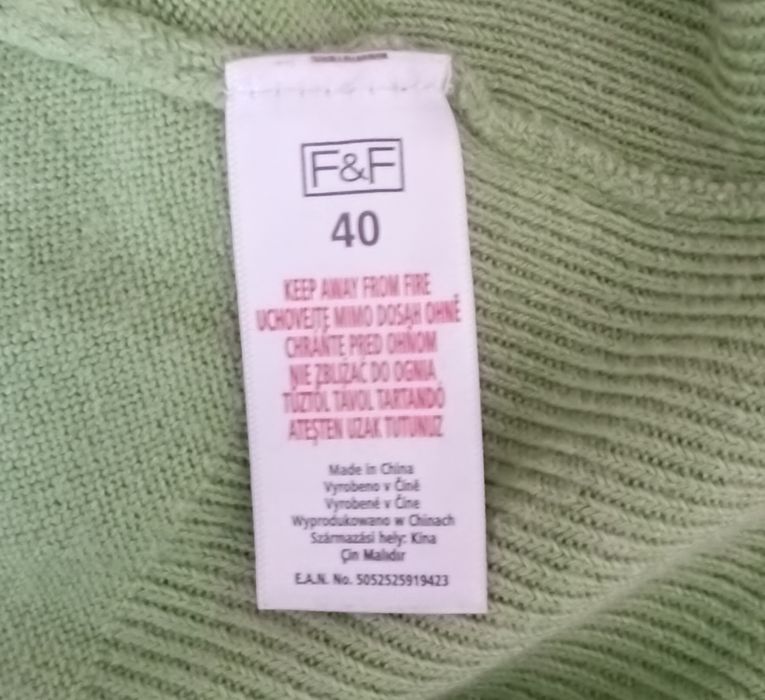 F&F
40
KEEP AWAY FROM FIRE
UCHOVEJTE MIMO DOSAH OHNĚ
CHRÁŇTE PRED OHŇOM
NIE ZBLIŻAĆ DO OGNIA
TŰZTŐL TÁVOL TARTANDÓ
ATEŞTEN UZAK TUTUNUZ
Made in China
Vyrobeno v Číně
Vyrobené v Číne
Wyprodukowano w Chinach
Származási hely: Kína
Çin Malıdır
E.A.N. No. 5052525919423